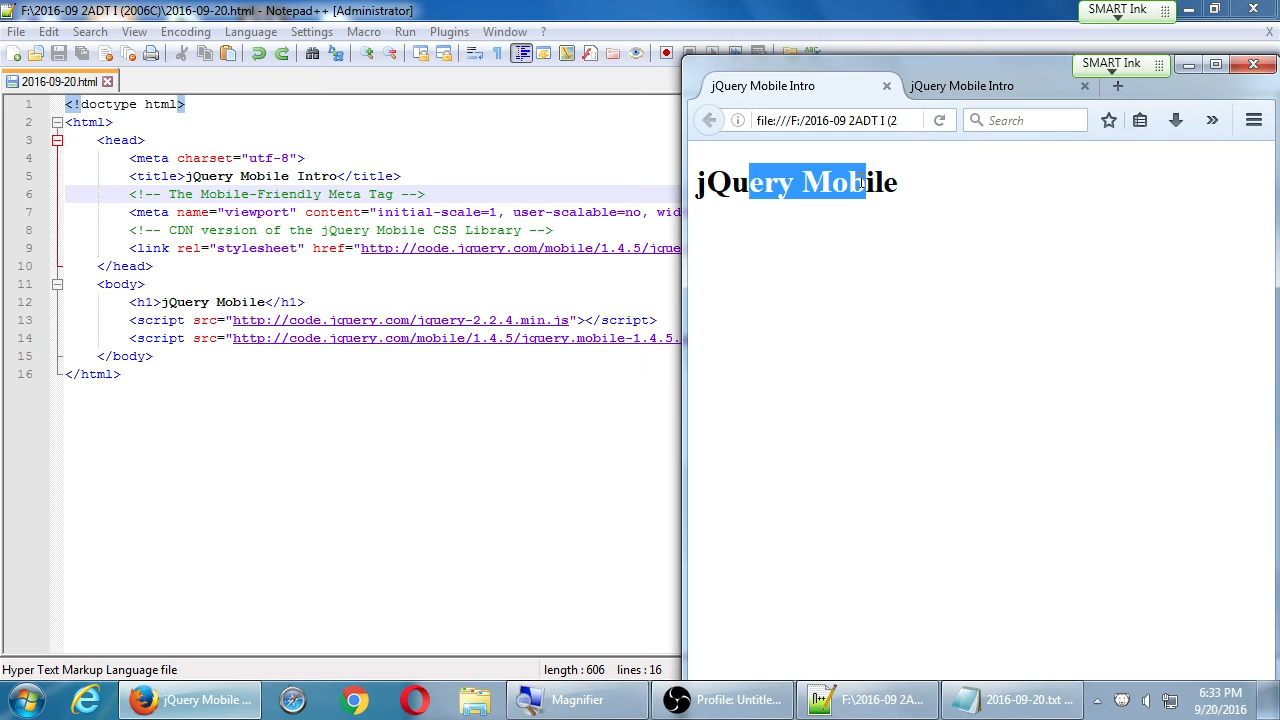 F:\2016-09 2ADT I (2006C)\2016-09-20.html - Notepad++ [Administrator]
SMART Ink
File Edit Search View Encoding Language Settings Macro Run Plugins Window ? X
2016-09-20.html
1 <!doctype html>
2 <html>
3 <head>
4 <meta charset="utf-8">
5 <title>jQuery Mobile Intro</title>
6 <!-- The Mobile-Friendly Meta Tag -->
7 <meta name="viewport" content="initial-scale=1, user-scalable=no, wid
8 <!-- CDN version of the jQuery Mobile CSS Library -->
9 <link rel="stylesheet" href="http://code.jquery.com/mobile/1.4.5/jque
10 </head>
11 <body>
12 <h1>jQuery Mobile</h1>
13 <script src="http://code.jquery.com/jquery-2.2.4.min.js"></script>
14 <script src="http://code.jquery.com/mobile/1.4.5/jquery.mobile-1.4.5.
15 </body>
16 </html>
Hyper Text Markup Language file length : 606 lines : 16
SMART Ink
jQuery Mobile Intro jQuery Mobile Intro
file:///F:/2016-09 2ADT I (2 Search
jQuery Mobile
jQuery Mobile ... Magnifier Profile: Untitle... F:\2016-09 2A... 2016-09-20.txt ... 6:33 PM
9/20/2016